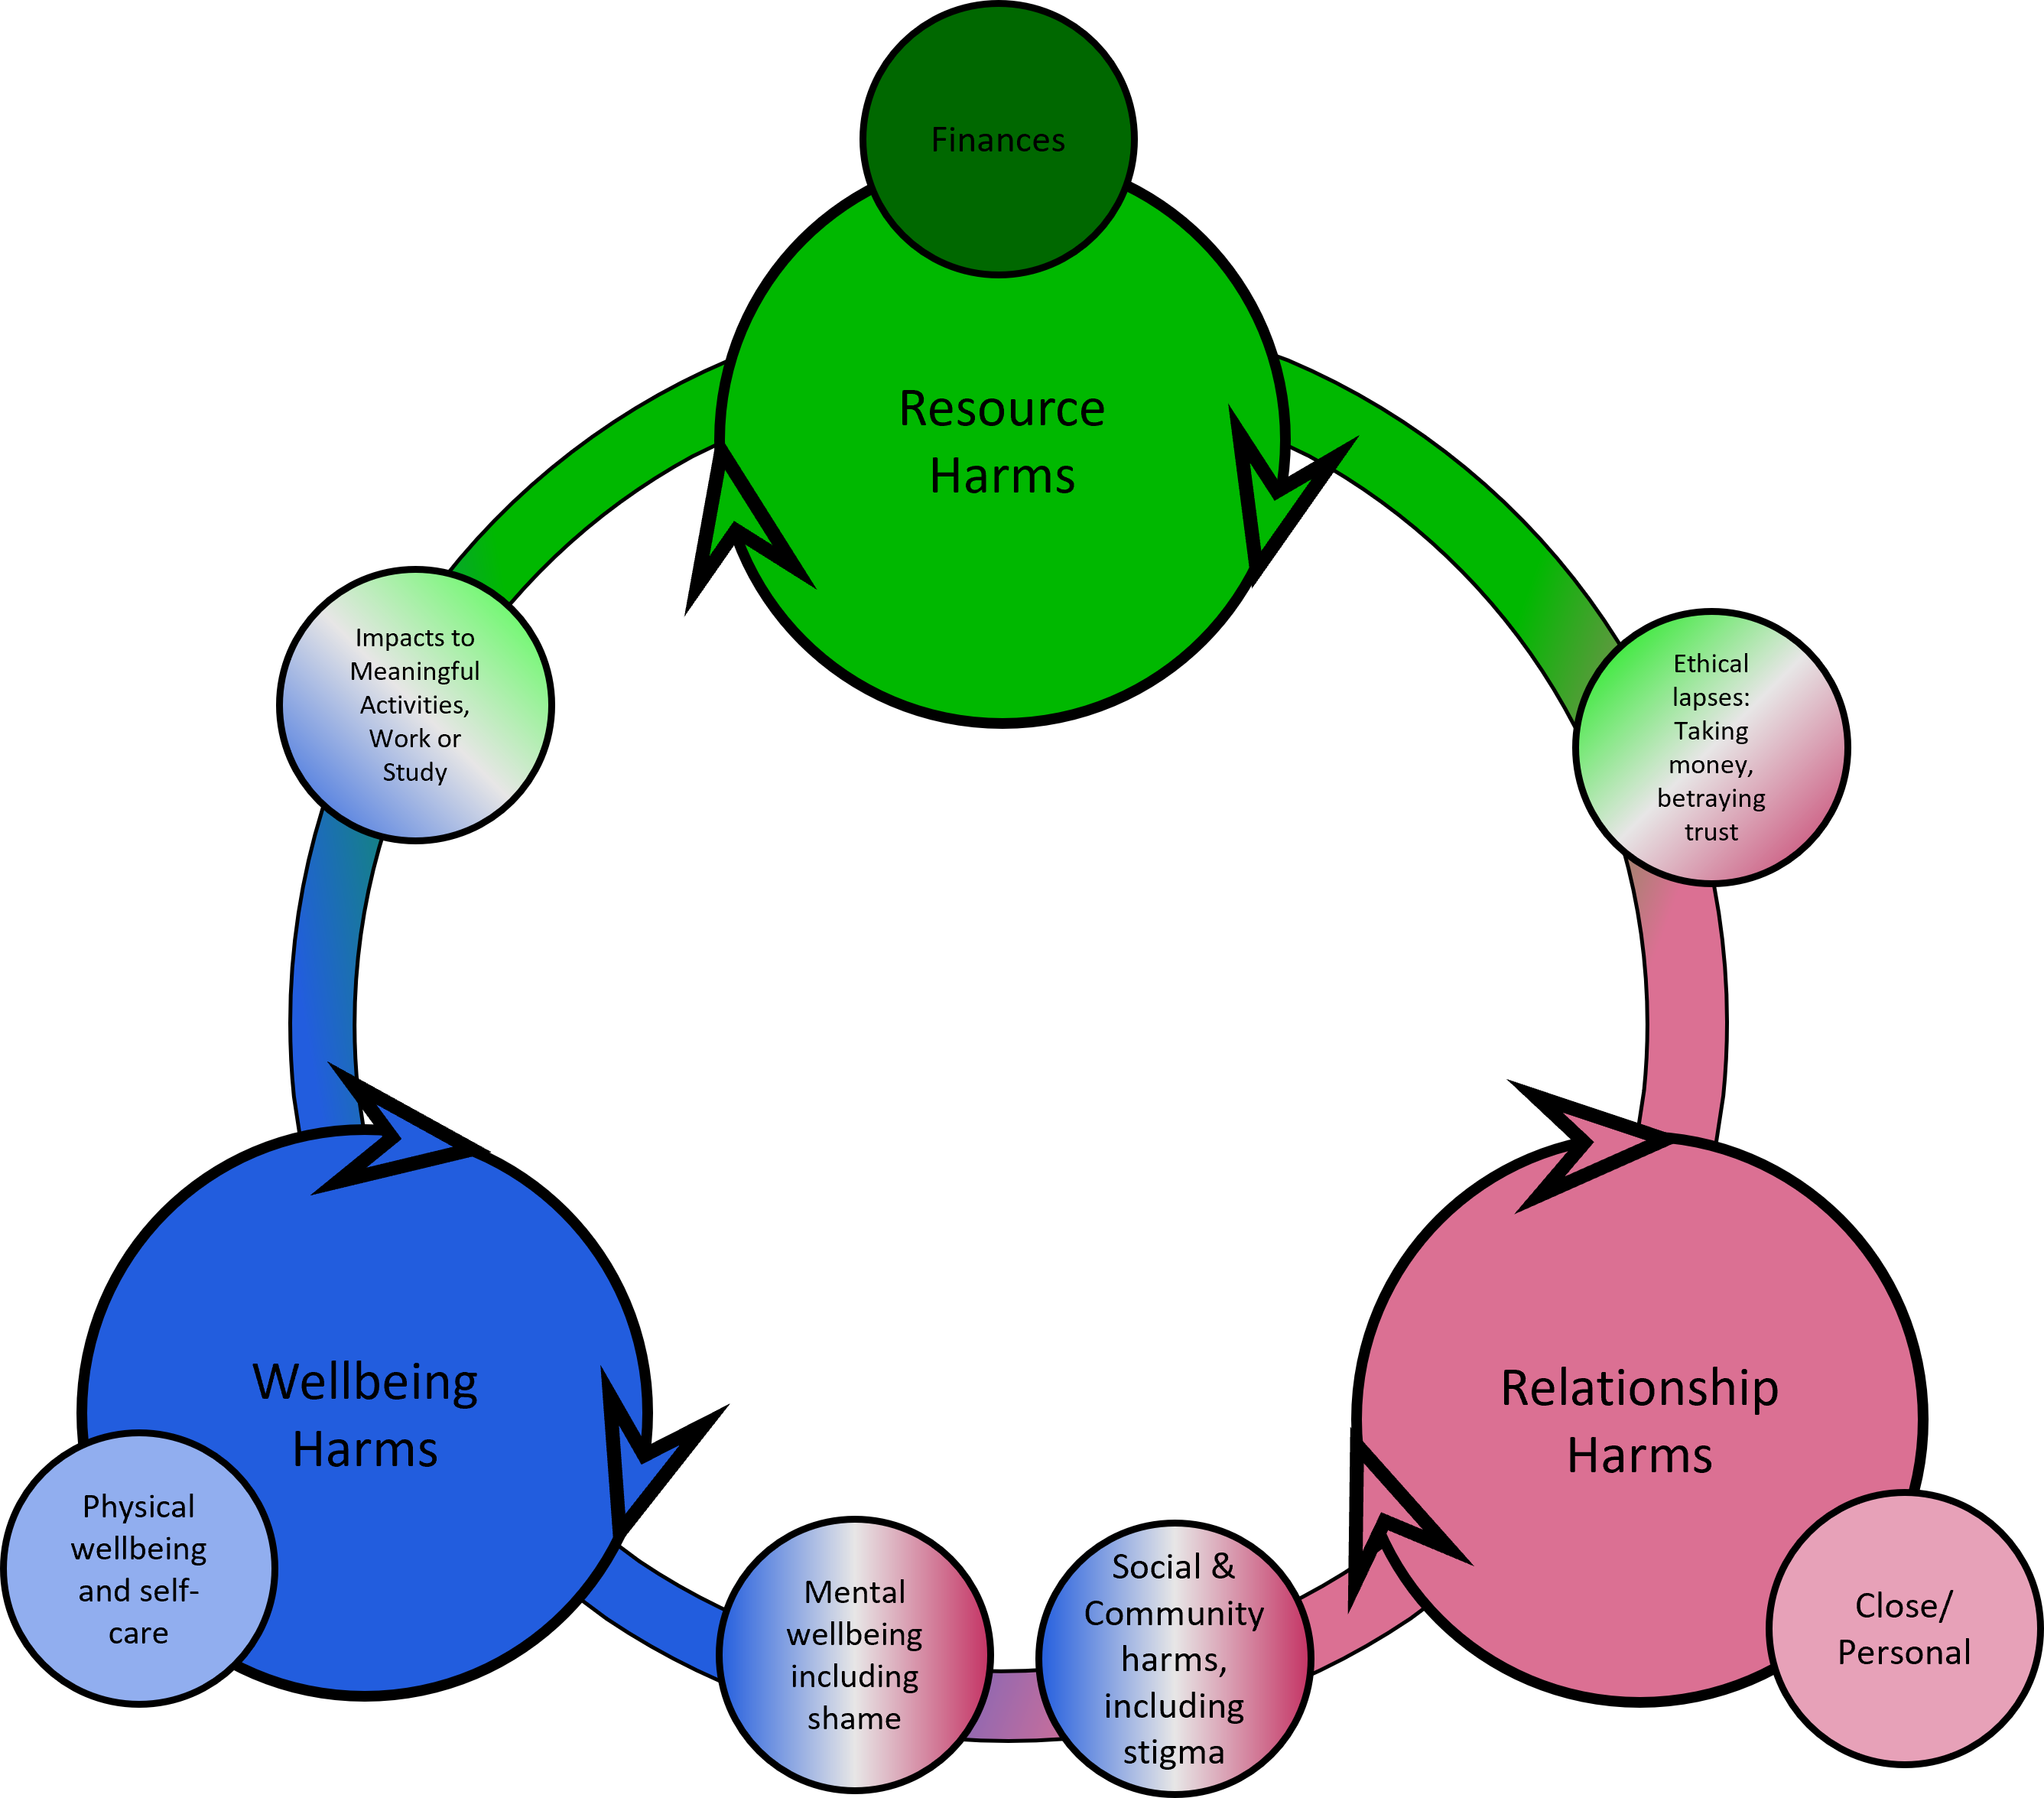 Finances
Resource
Harms
Impacts to
Meaningful
Activities,
Work or
Study
Ethical
lapses:
Taking
money,
betraying
trust
Wellbeing
Harms
Relationship
Harms
Physical
wellbeing
and self-
care
Mental
wellbeing
including
shame
Social &
Community
harms,
including
stigma
Close/
Personal